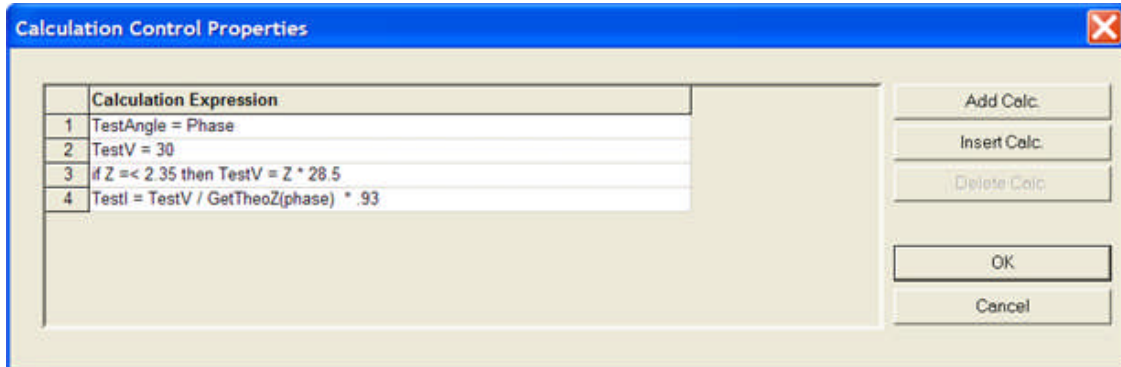 Calculation Control Properties
Calculation Expression
1 TestAngle = Phase
2 TestV = 30
3 if Z =< 2.35 then TestV = Z * 28.5
4 TestI = TestV / GetTheoZ(phase) * .93
Add Calc.
Insert Calc.
Delete Calc
OK
Cancel